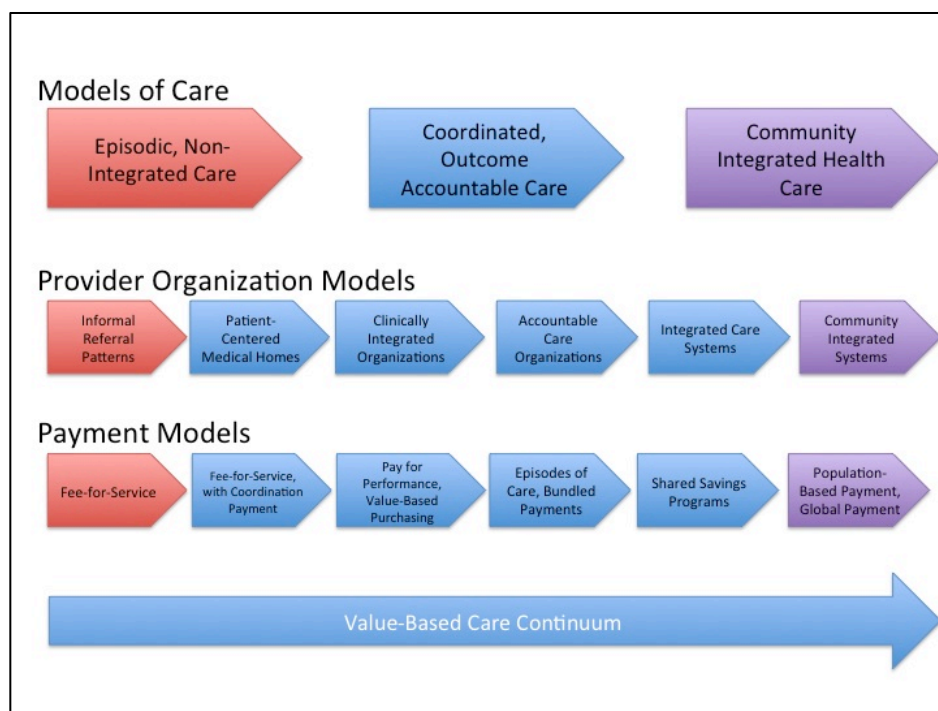 Models of Care
Episodic, Non-
Integrated Care
Coordinated,
Outcome
Accountable Care
Community
Integrated Health
Care
Provider Organization Models
Informal
Referral
Patterns
Patient-
Centered
Medical Homes
Clinically
Integrated
Organizations
Accountable
Care
Organizations
Integrated Care
Systems
Community
Integrated
Systems
Payment Models
Fee-for-Service
Fee-for-Service,
with Coordination
Payment
Pay for
Performance,
Value-Based
Purchasing
Episodes of
Care, Bundled
Payments
Shared Savings
Programs
Population-
Based Payment,
Global Payment
Value-Based Care Continuum